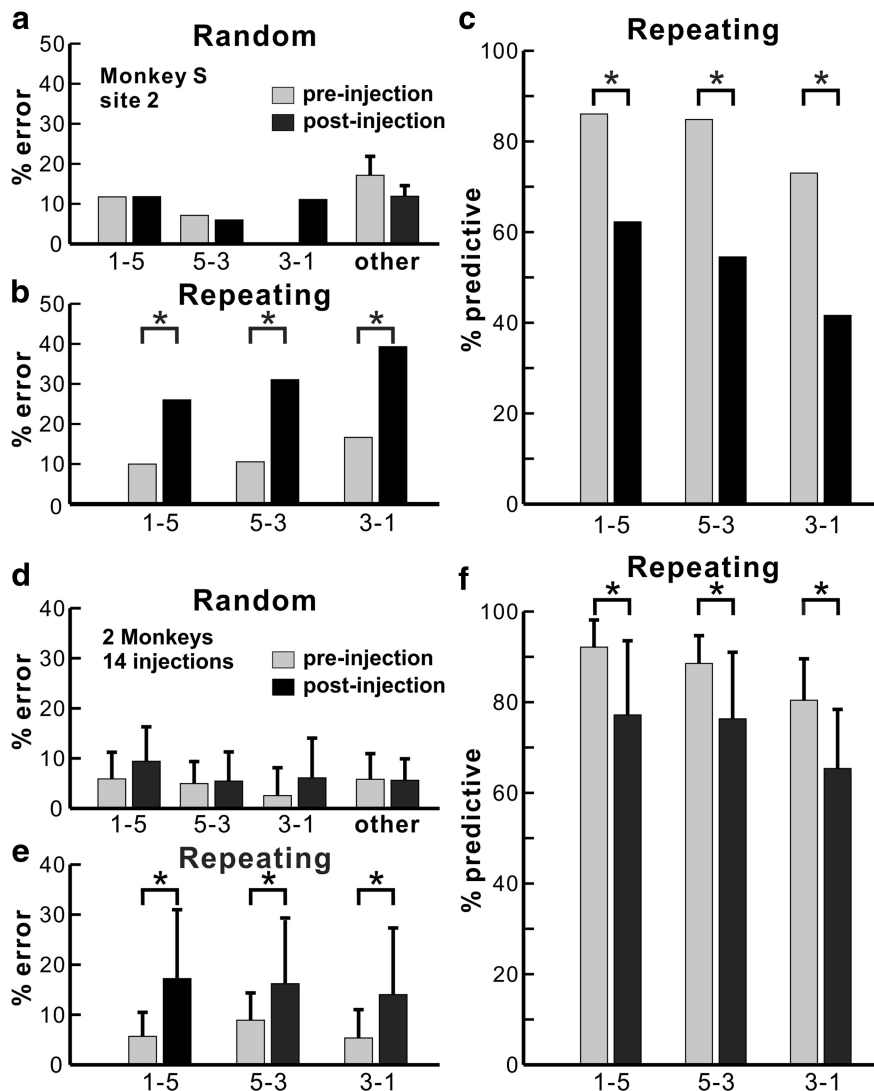 a
Random
50
40
30
20
10
0
% error
Monkey S
site 2
pre-injection
post-injection
1-5
5-3
3-1
other
b
Repeating
50
40
30
20
10
0
% error
*
*
*
1-5
5-3
3-1
c
Repeating
100
80
60
40
20
0
% predictive
*
*
*
1-5
5-3
3-1
d
Random
40
30
20
10
0
% error
2 Monkeys
14 injections
pre-injection
post-injection
1-5
5-3
3-1
other
e
Repeating
40
30
20
10
0
% error
*
*
*
1-5
5-3
3-1
f
Repeating
100
80
60
40
20
0
% predictive
*
*
*
1-5
5-3
3-1